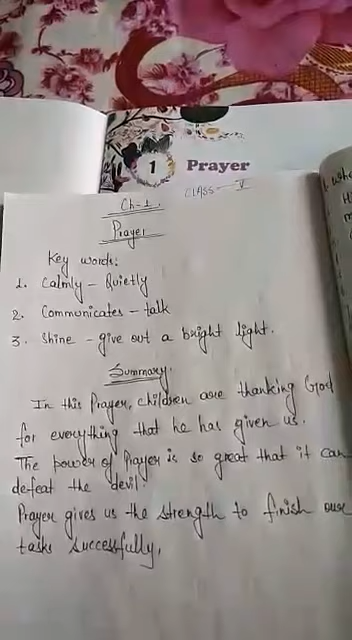 1 Prayer
CLASS - V
Ch-1.
Prayer
Key words:
1. Calmly - Quietly
2. Communicates - talk
3. Shine - give out a bright light.
Summary.
In this Prayer, children are thanking God
for everything that he has given us.
The power of Prayer is so great that it can
defeat the devil.
Prayer gives us the strength to finish our
tasks successfully.